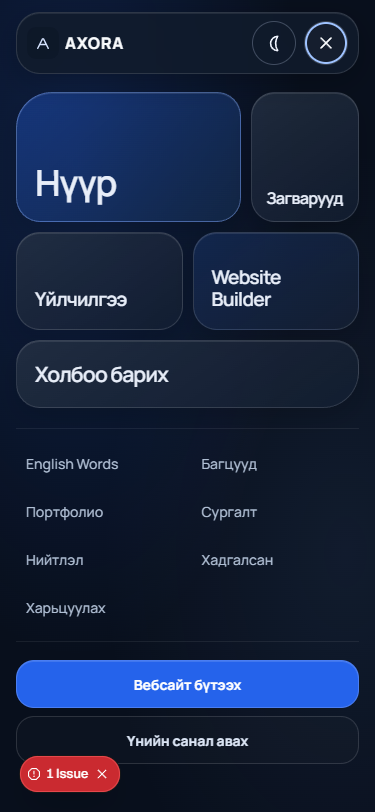 A AXORA
Нүүр
Загварууд
Үйлчилгээ
Website
Builder
Холбоо барих
English Words
Багцууд
Портфолио
Сургалт
Нийтлэл
Хадгалсан
Харьцуулах
Вебсайт бүтээх
Үнийн санал авах
1 Issue